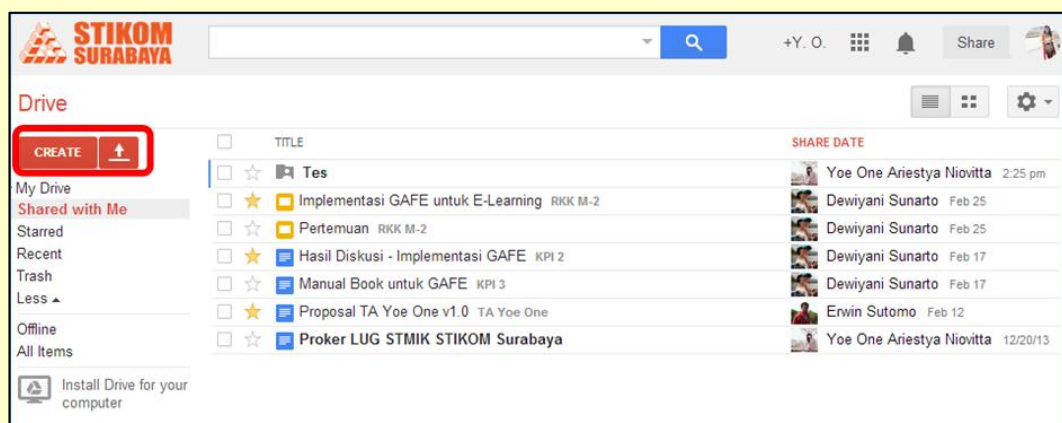 STIKOM
SURABAYA
+Y. O.
Share
Drive
CREATE
TITLE
SHARE DATE
My Drive
Shared with Me
Starred
Recent
Trash
Less
Offline
All Items
Install Drive for your
computer
Tes Yoe One Ariestya Niovitta 2:25 pm
Implementasi GAFE untuk E-Learning RKK M-2 Dewiyani Sunarto Feb 25
Pertemuan RKK M-2 Dewiyani Sunarto Feb 25
Hasil Diskusi - Implementasi GAFE KPI 2 Dewiyani Sunarto Feb 17
Manual Book untuk GAFE KPI 3 Dewiyani Sunarto Feb 17
Proposal TA Yoe One v1.0 TA Yoe One Erwin Sutomo Feb 12
Proker LUG STMIK STIKOM Surabaya Yoe One Ariestya Niovitta 12/20/13